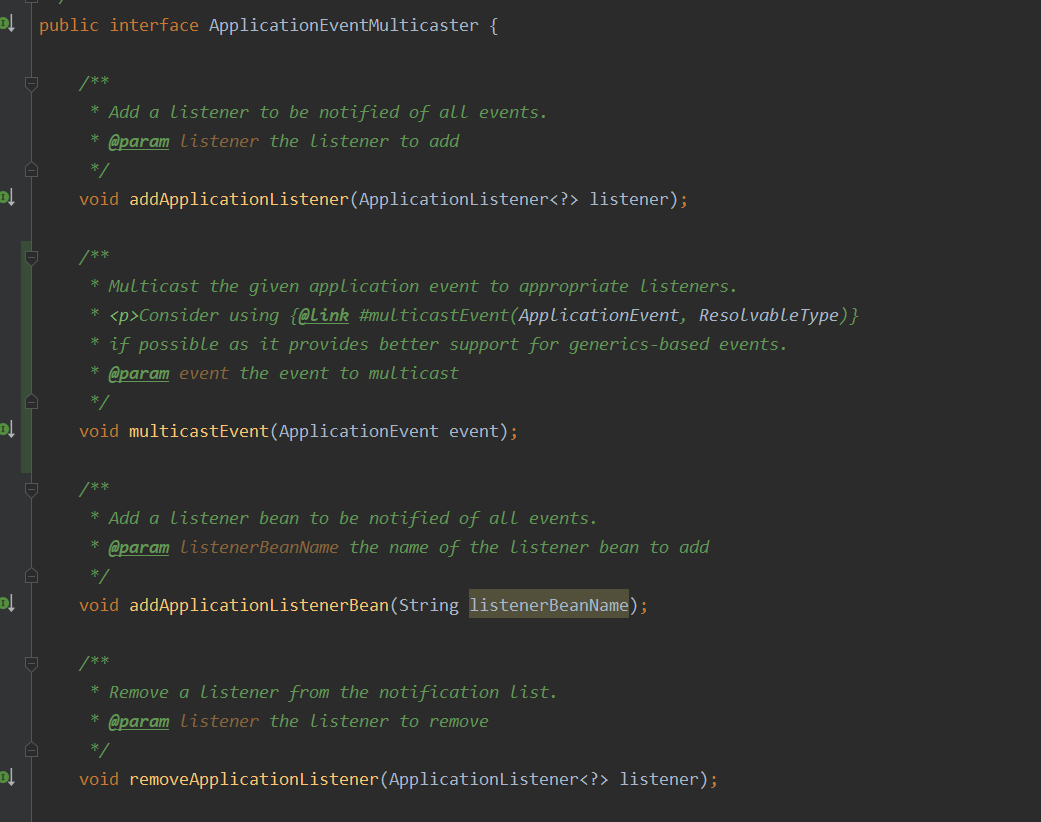 */
public interface ApplicationEventMulticaster {
/**
* Add a listener to be notified of all events.
* @param listener the listener to add
*/
void addApplicationListener(ApplicationListener<?> listener);
/**
* Multicast the given application event to appropriate listeners.
* <p>Consider using {@link #multicastEvent(ApplicationEvent, ResolvableType)}
* if possible as it provides better support for generics-based events.
* @param event the event to multicast
*/
void multicastEvent(ApplicationEvent event);
/**
* Add a listener bean to be notified of all events.
* @param listenerBeanName the name of the listener bean to add
*/
void addApplicationListenerBean(String listenerBeanName);
/**
* Remove a listener from the notification list.
* @param listener the listener to remove
*/
void removeApplicationListener(ApplicationListener<?> listener);